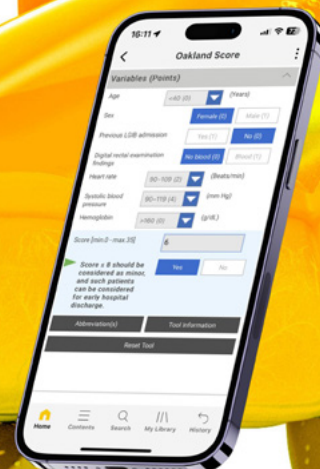 16:11
Oakland Score
Variables (Points)
Age <40 (0) (Years)
Sex Female (0) Male (1)
Previous LGIB admission Yes (1) No (0)
Digital rectal examination
findings No blood (0) Blood (1)
Heart rate 90-109 (2) (Beats/min)
Systolic blood
pressure 90-119 (4) (mm Hg)
Hemoglobin >160 (0) (g/dL)
Score [min:0 - max 35] 6
Score ≤ 8 should be
considered as minor,
and such patients
can be considered
for early hospital
discharge.
Yes No
Abbreviation(s) Tool Information
Reset Tool
Home Contents Search My Library History